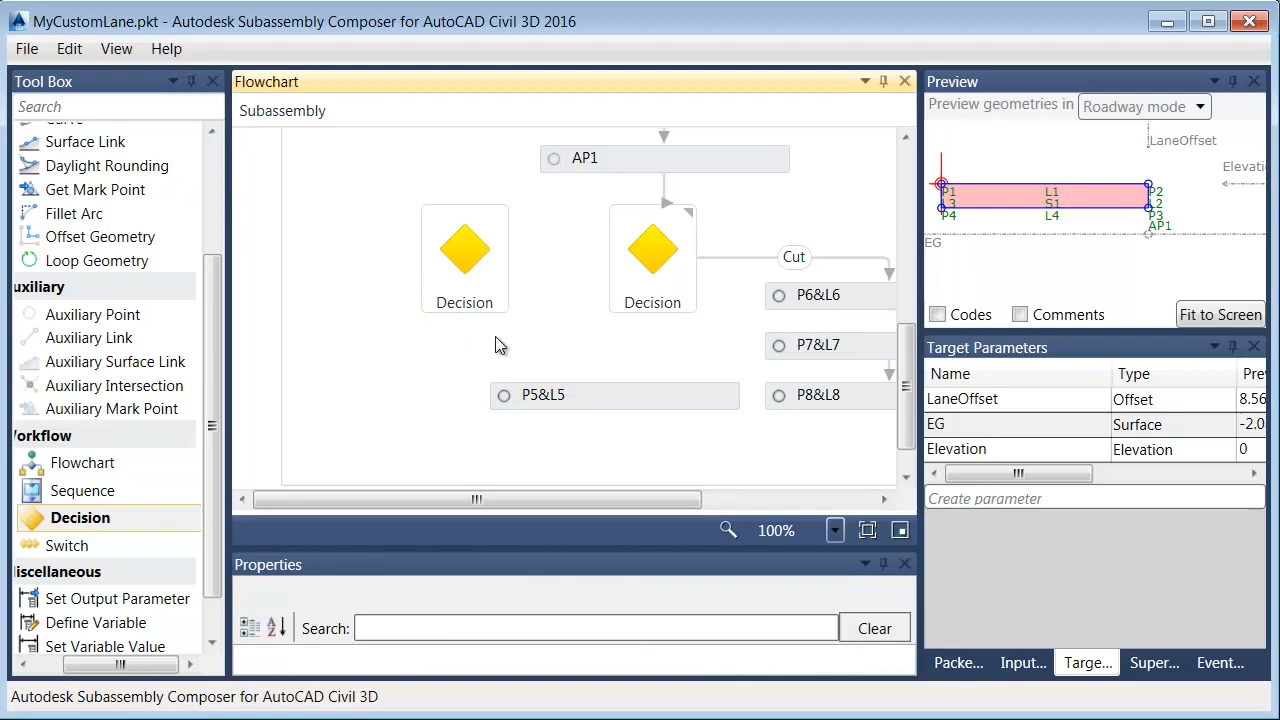 MyCustomLane.pkt - Autodesk Subassembly Composer for AutoCAD Civil 3D 2016
File Edit View Help
Tool Box
Search
Surface Link
Daylight Rounding
Get Mark Point
Fillet Arc
Offset Geometry
Loop Geometry
uxiliary
Auxiliary Point
Auxiliary Link
Auxiliary Surface Link
Auxiliary Intersection
Auxiliary Mark Point
Vorkflow
Flowchart
Sequence
Decision
Switch
liscellaneous
Set Output Parameter
Define Variable
Set Variable Value
Flowchart
Subassembly
AP1
Decision
Decision
Cut
P6&L6
P7&L7
P5&L5
P8&L8
100%
Properties
Search:
Clear
Preview
Preview geometries in Roadway mode
LaneOffset
Elevatio
P1 L1 P2
L3 S1 L2
P4 L4 P3
AP1
EG
Codes Comments Fit to Screen
Target Parameters
Name Type Pre
LaneOffset Offset 8.56
EG Surface -2.0
Elevation Elevation 0
Create parameter
Packe... Input... Targe... Super... Event...
Autodesk Subassembly Composer for AutoCAD Civil 3D